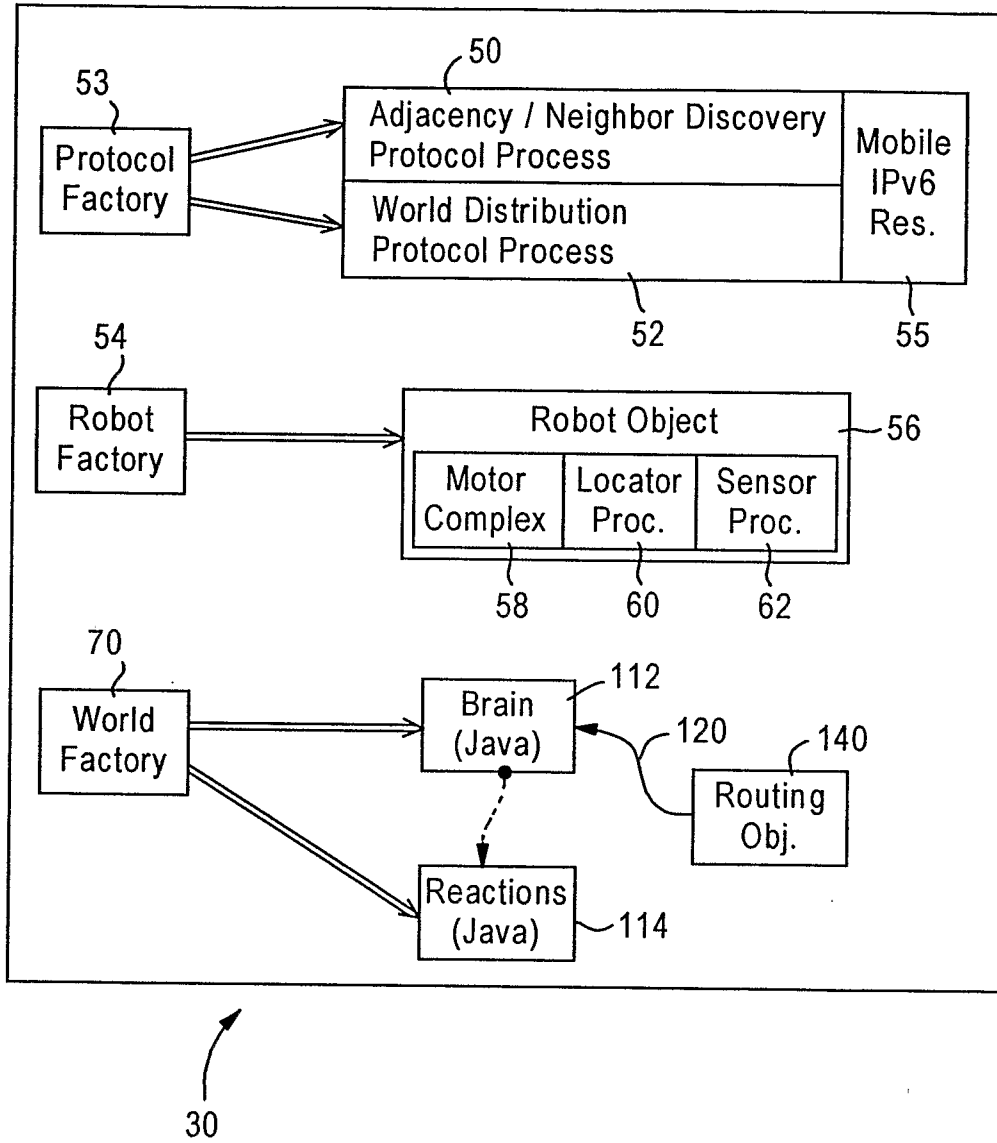 50
53
Protocol
Factory
Adjacency / Neighbor Discovery
Protocol Process
World Distribution
Protocol Process
Mobile
IPv6
Res.
52
55
54
Robot
Factory
Robot Object
56
Motor
Complex
Locator
Proc.
Sensor
Proc.
58
60
62
70
World
Factory
Brain
(Java)
112
120
140
Routing
Obj.
Reactions
(Java)
114
30